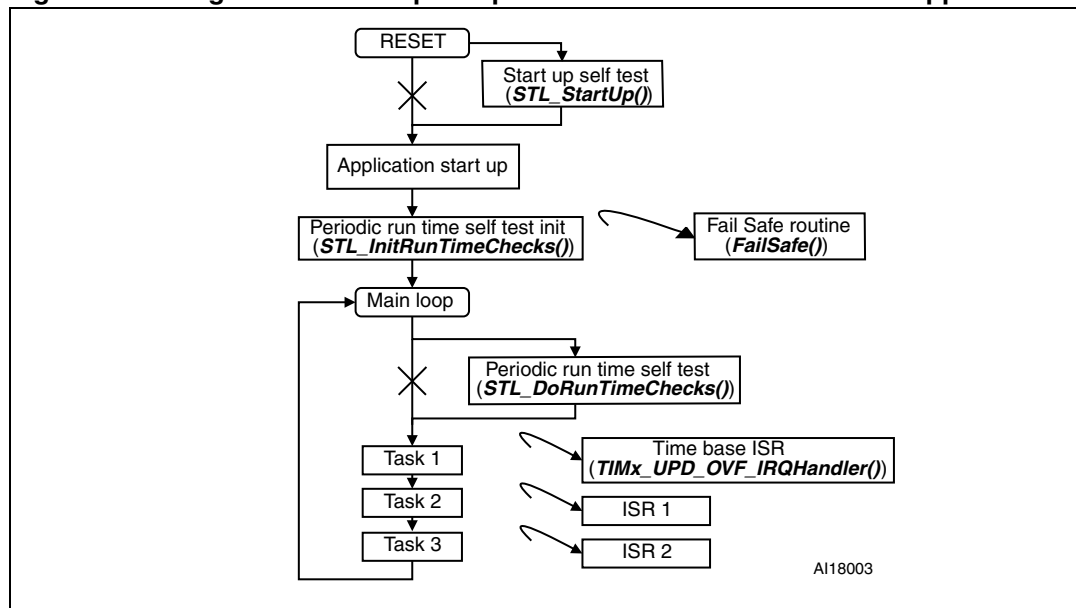 RESET
Start up self test
(STL_StartUp())
Application start up
Periodic run time self test init
(STL_InitRunTimeChecks())
Fail Safe routine
(FailSafe())
Main loop
Periodic run time self test
(STL_DoRunTimeChecks())
Time base ISR
(TIMx_UPD_OVF_IRQHandler())
Task 1
Task 2
ISR 1
Task 3
ISR 2
AI18003